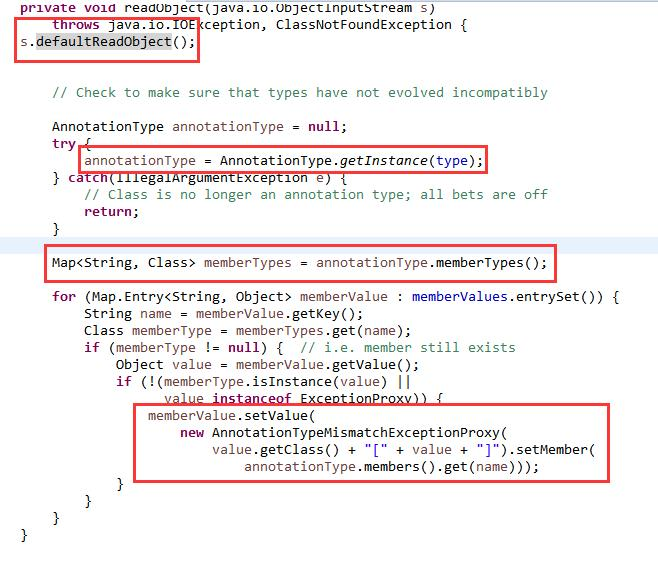 private void readObject(java.io.ObjectInputStream s)
throws java.io.IOException, ClassNotFoundException {
s.defaultReadObject();
// Check to make sure that types have not evolved incompatibly
AnnotationType annotationType = null;
try {
annotationType = AnnotationType.getInstance(type);
} catch(IllegalArgumentException e) {
// Class is no longer an annotation type; all bets are off
return;
}
Map<String, Class> memberTypes = annotationType.memberTypes();
for (Map.Entry<String, Object> memberValue : memberValues.entrySet()) {
String name = memberValue.getKey();
Class memberType = memberTypes.get(name);
if (memberType != null) {  // i.e. member still exists
Object value = memberValue.getValue();
if (!(memberType.isInstance(value) ||
value instanceof ExceptionProxy)) {
memberValue.setValue(
new AnnotationTypeMismatchExceptionProxy(
value.getClass() + "[" + value + "]").setMember(
annotationType.members().get(name)));
}
}
}
}